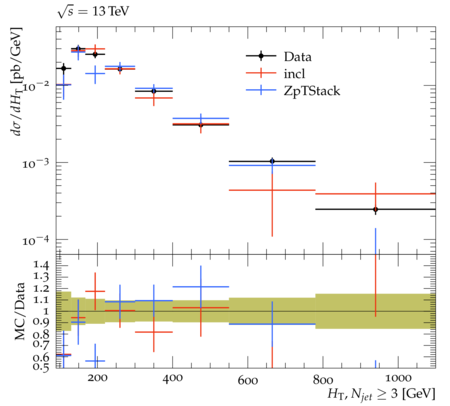 √s = 13 TeV
dσ/dH_T [pb/GeV]
10⁻²
10⁻³
10⁻⁴
Data
incl
ZpTStack
MC/Data
1.4
1.3
1.2
1.1
1
0.9
0.8
0.7
0.6
0.5
200 400 600 800 1000
H_T, N_jet ≥ 3 [GeV]